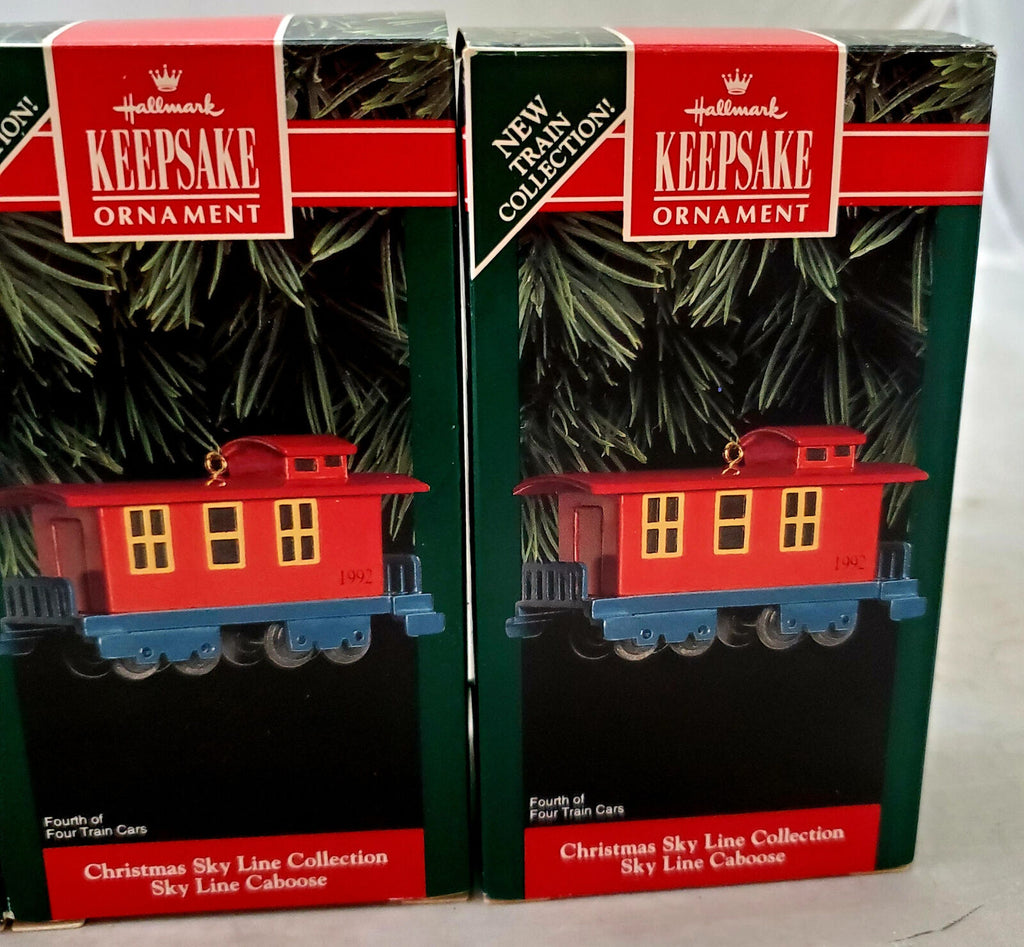 ION!
Hallmark
KEEPSAKE
ORNAMENT
1992
Fourth of
Four Train Cars
Christmas Sky Line Collection
Sky Line Caboose
NEW
TRAIN
COLLECTION!
Hallmark
KEEPSAKE
ORNAMENT
1992
Fourth of
Four Train Cars
Christmas Sky Line Collection
Sky Line Caboose